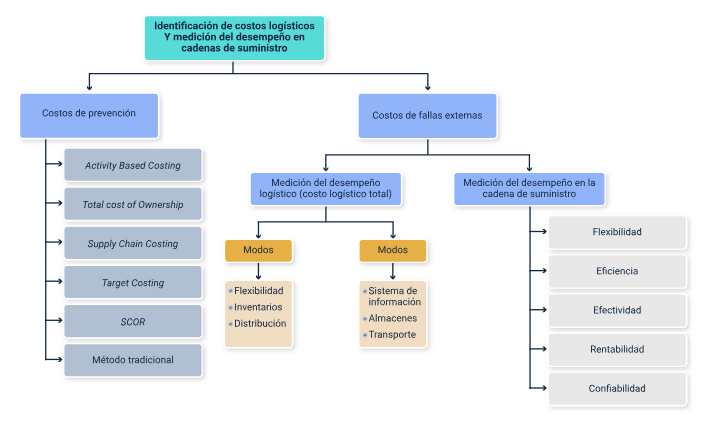 Identificación de costos logísticos
Y medición del desempeño en
cadenas de suministro
Costos de prevención
Costos de fallas externas
Activity Based Costing
Total cost of Ownership
Supply Chain Costing
Target Costing
SCOR
Método tradicional
Medición del desempeño
logístico (costo logístico total)
Medición del desempeño en la
cadena de suministro
Modos
Flexibilidad
Inventarios
Distribución
Modos
Sistema de
información
Almacenes
Transporte
Flexibilidad
Eficiencia
Efectividad
Rentabilidad
Confiabilidad